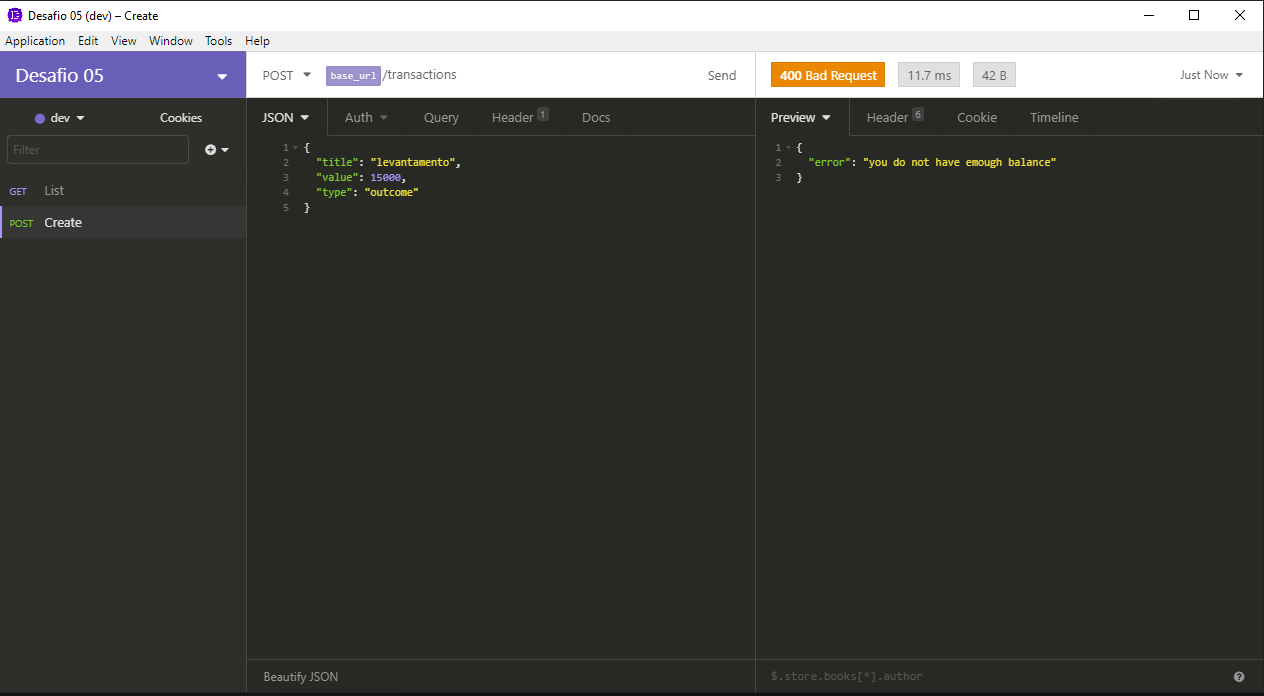 Desafio 05 (dev) – Create
Application Edit View Window Tools Help
Desafio 05
POST base_url/transactions Send
400 Bad Request 11.7 ms 42 B Just Now
dev Cookies
JSON Auth Query Header 1 Docs
Preview Header 6 Cookie Timeline
Filter
GET List
POST Create
1 {
2 "title": "levantamento",
3 "value": 15000,
4 "type": "outcome"
5 }
1 {
2 "error": "you do not have emough balance"
3 }
Beautify JSON
$.store.books[*].author
?